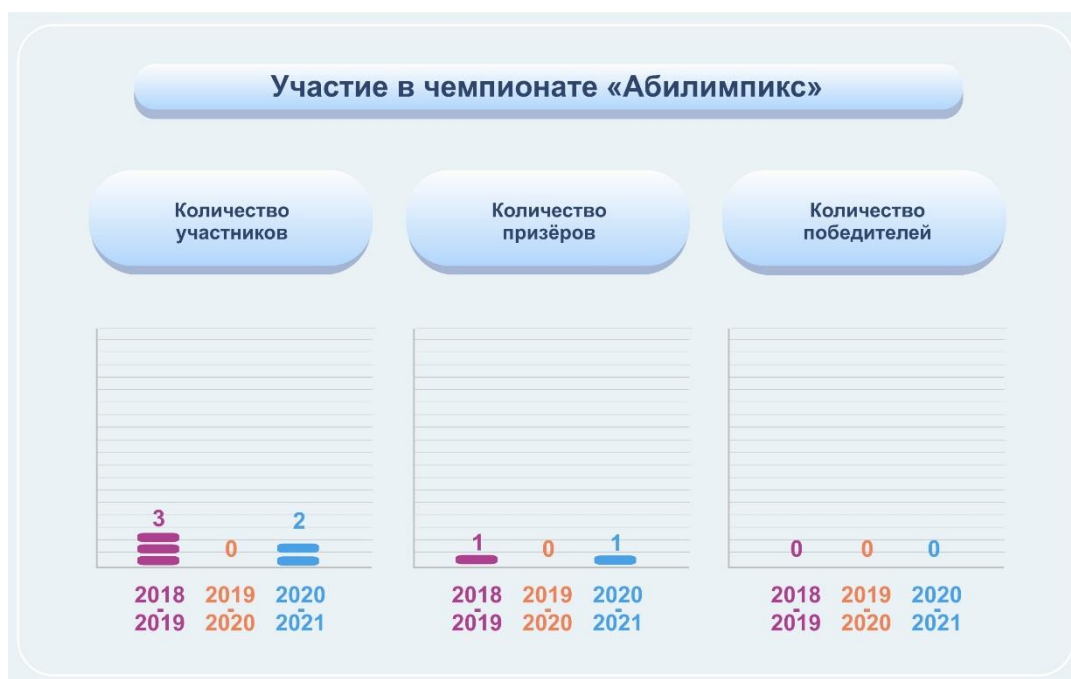 Участие в чемпионате «Абилимпикс»
Количество
участников
Количество
призёров
Количество
победителей
3
0
2
1
0
1
0
0
0
2018 2019 2020
- - -
2019 2020 2021
2018 2019 2020
- - -
2019 2020 2021
2018 2019 2020
- - -
2019 2020 2021